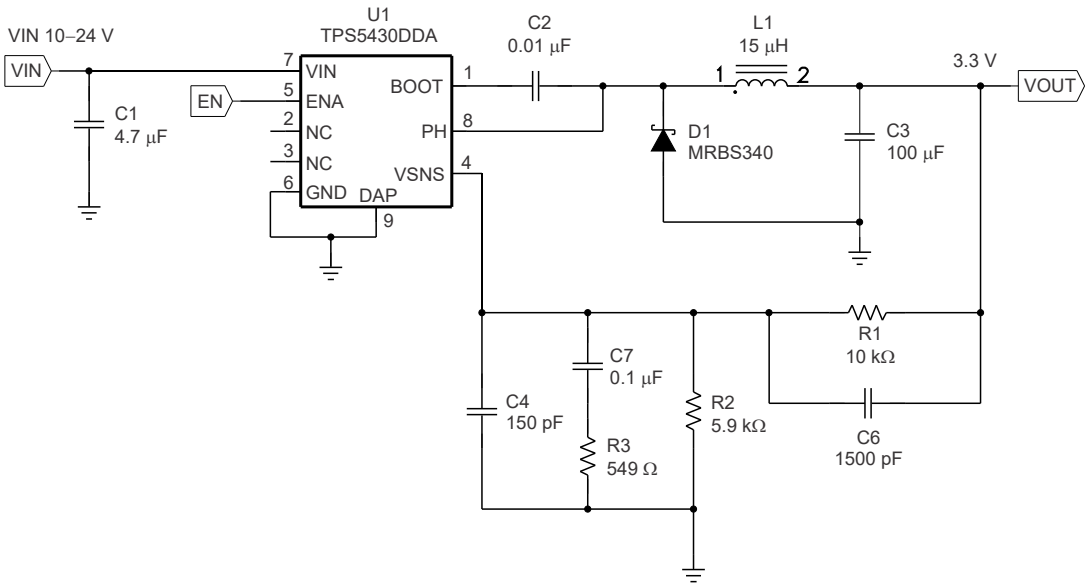 U1
TPS5430DDA
VIN 10–24 V
VIN
C1
4.7 μF
EN
7
VIN
5
ENA
2
NC
3
NC
6
GND
DAP
9
BOOT
1
PH
8
VSNS
4
C2
0.01 μF
L1
15 μH
1
2
D1
MRBS340
C3
100 μF
3.3 V
VOUT
R1
10 kΩ
C6
1500 pF
C7
0.1 μF
C4
150 pF
R3
549 Ω
R2
5.9 kΩ